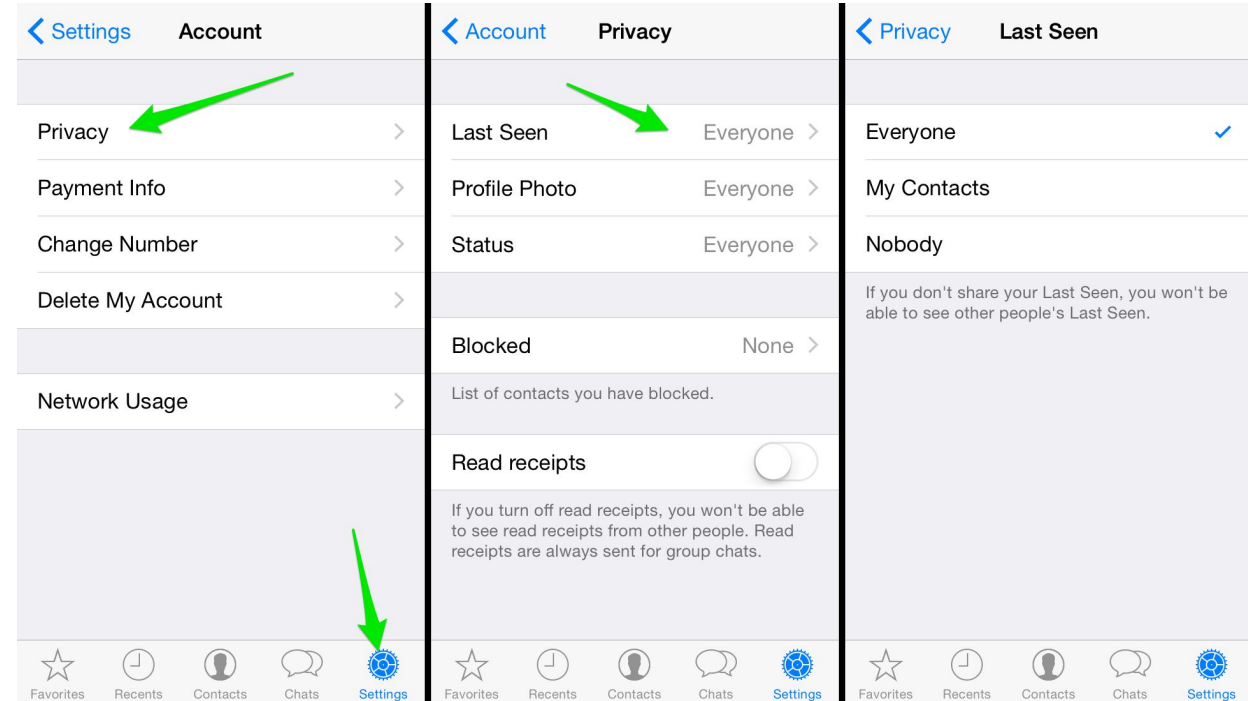 Settings Account
Privacy
Payment Info
Change Number
Delete My Account
Network Usage
Favorites Recents Contacts Chats Settings
Account Privacy
Last Seen Everyone
Profile Photo Everyone
Status Everyone
Blocked None
List of contacts you have blocked.
Read receipts
If you turn off read receipts, you won't be able
to see read receipts from other people. Read
receipts are always sent for group chats.
Favorites Recents Contacts Chats Settings
Privacy Last Seen
Everyone
My Contacts
Nobody
If you don't share your Last Seen, you won't be
able to see other people's Last Seen.
Favorites Recents Contacts Chats Settings